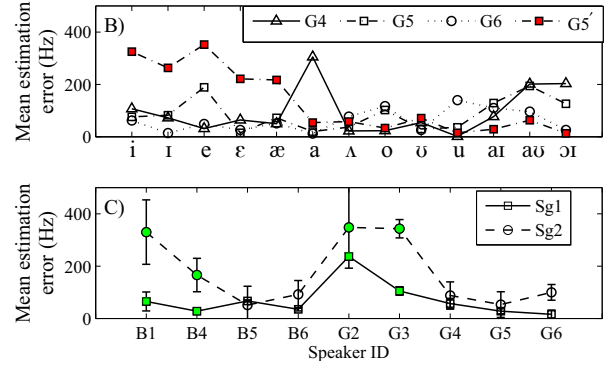 B) G4 G5 G6 G5′
Mean estimation
error (Hz)
400
200
0
i ɪ e ɛ æ a ʌ o ʊ u aɪ aʊ ɔɪ
C) Sg1
Sg2
Mean estimation
error (Hz)
400
200
0
B1 B4 B5 B6 G2 G3 G4 G5 G6
Speaker ID